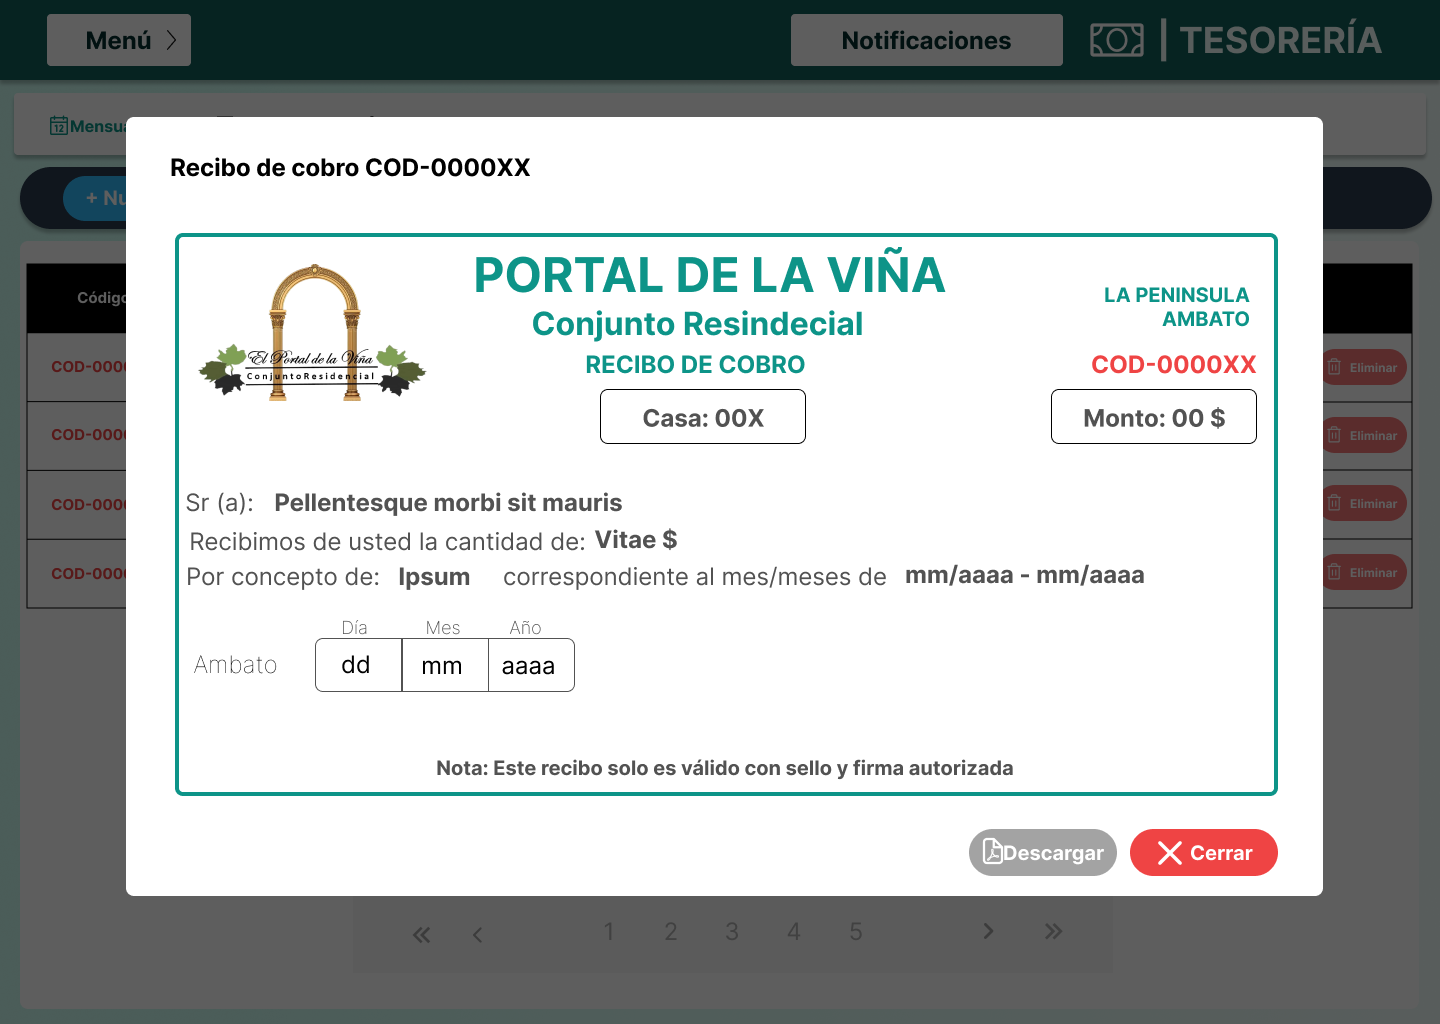 Menú
Notificaciones
| TESORERÍA
12
+ Nu
Recibo de cobro COD-0000XX
Código
COD-000
Eliminar
COD-000
Eliminar
COD-000
Eliminar
COD-000
Eliminar
PORTAL DE LA VIÑA
Conjunto Resindecial
RECIBO DE COBRO
LA PENINSULA
AMBATO
COD-0000XX
El Portal de la Viña
ConjuntoResidencial
Casa: 00X
Monto: 00 $
Sr (a): Pellentesque morbi sit mauris
Recibimos de usted la cantidad de: Vitae $
Por concepto de: Ipsum correspondiente al mes/meses de mm/aaaa - mm/aaaa
Día Mes Año
Ambato dd mm aaaa
Nota: Este recibo solo es válido con sello y firma autorizada
Descargar
Cerrar
« ‹ 1 2 3 4 5 › »